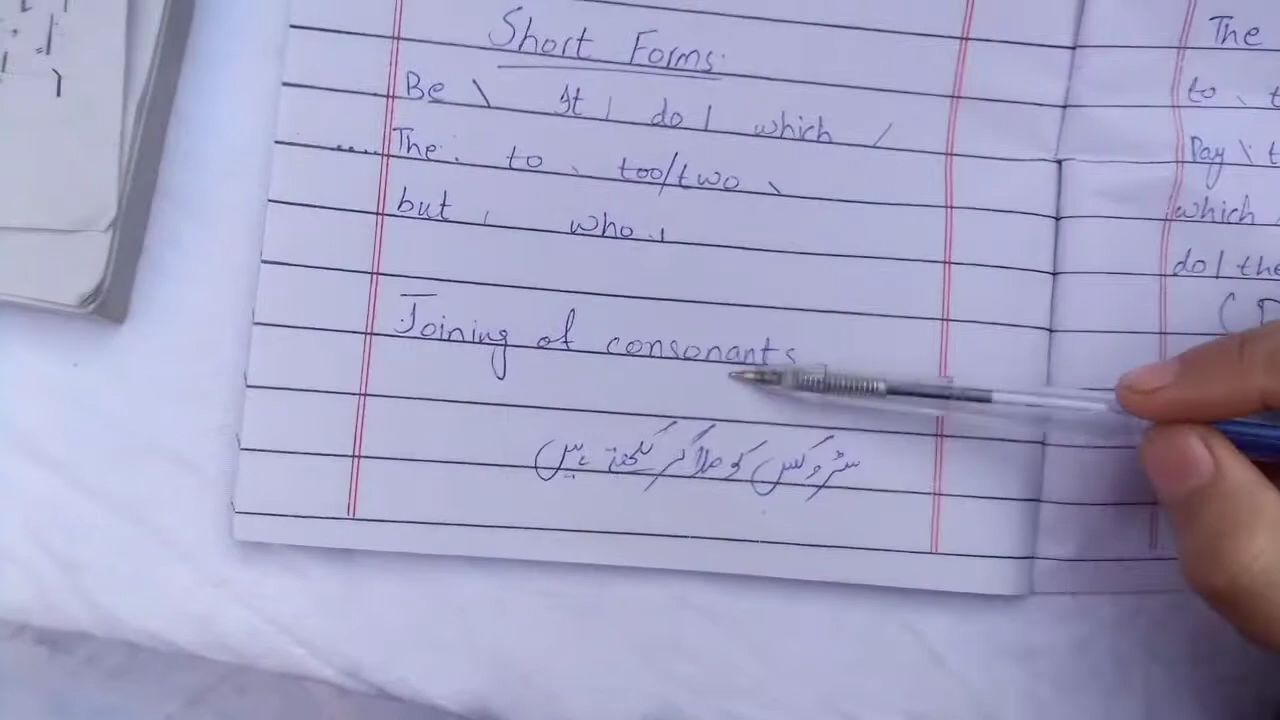 Short Forms.
Be \ It | do | which /
The . to \ too/two \
but | who |
Joining of consonants
سٹروکس کو ملا کر لکھتے ہیں
The
to \ t
Pay \ t
which
do | the